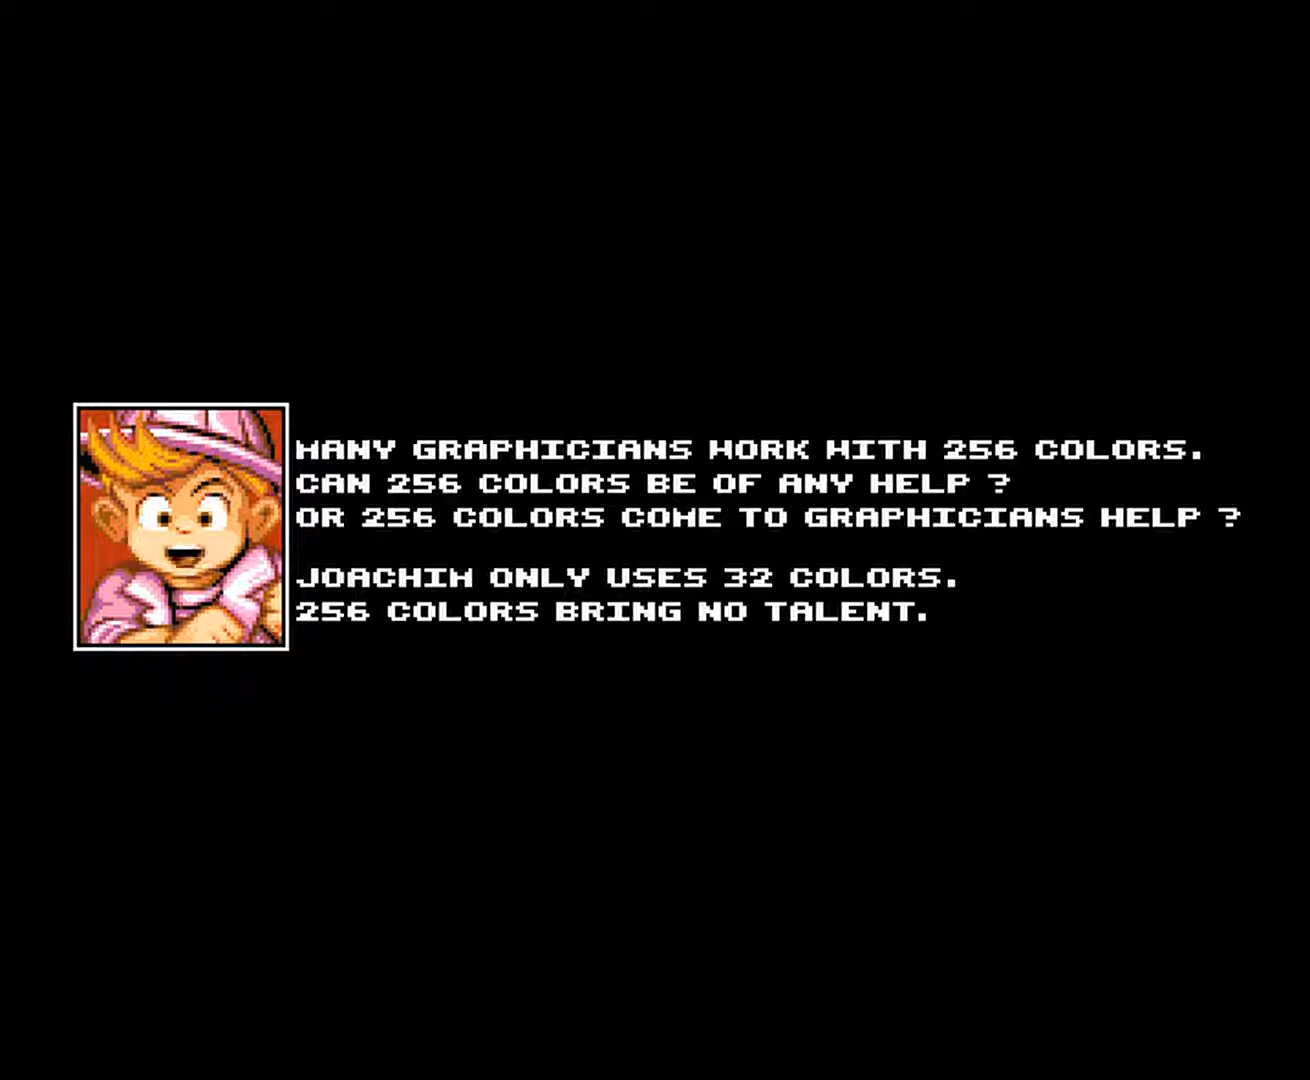 MANY GRAPHICIANS WORK WITH 256 COLORS.
CAN 256 COLORS BE OF ANY HELP ?
OR 256 COLORS COME TO GRAPHICIANS HELP ?
JOACHIM ONLY USES 32 COLORS.
256 COLORS BRING NO TALENT.